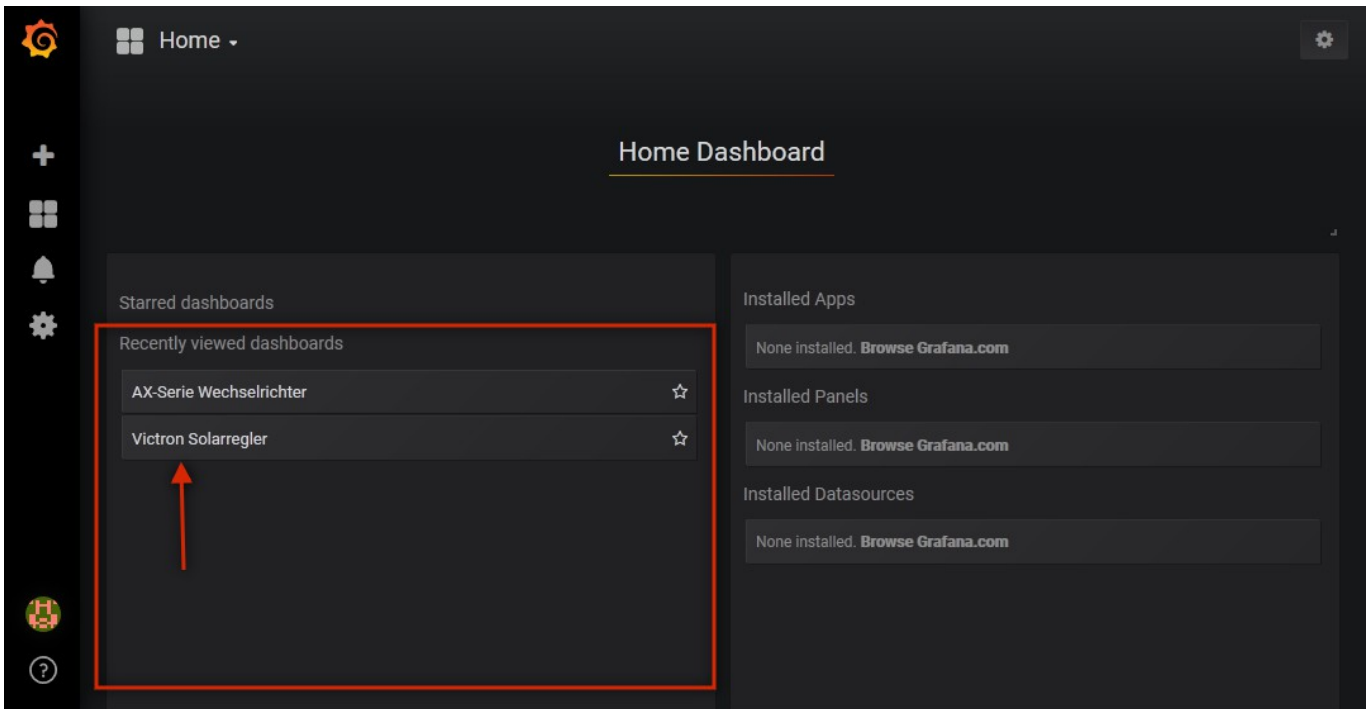 Home
Home Dashboard
Starred dashboards
Recently viewed dashboards
AX-Serie Wechselrichter
Victron Solarregler
Installed Apps
None installed. Browse Grafana.com
Installed Panels
None installed. Browse Grafana.com
Installed Datasources
None installed. Browse Grafana.com